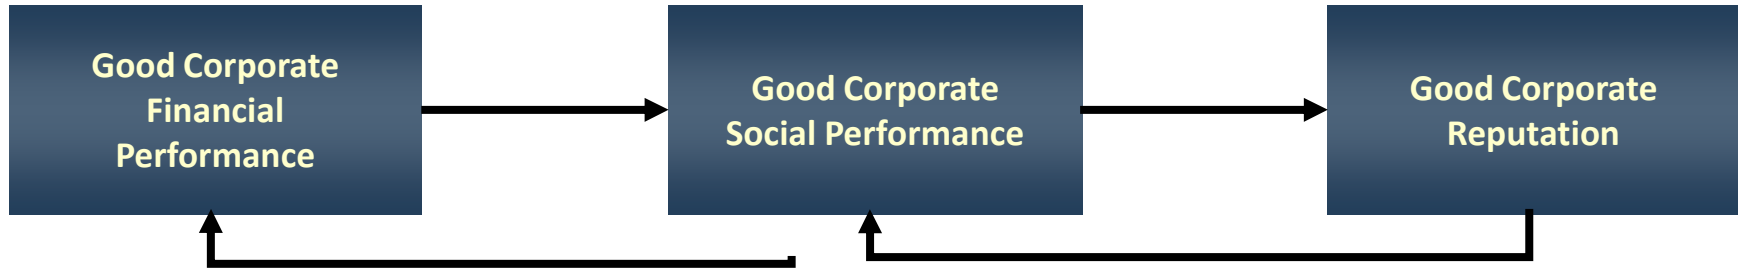 Good Corporate
Financial
Performance
Good Corporate
Social Performance
Good Corporate
Reputation